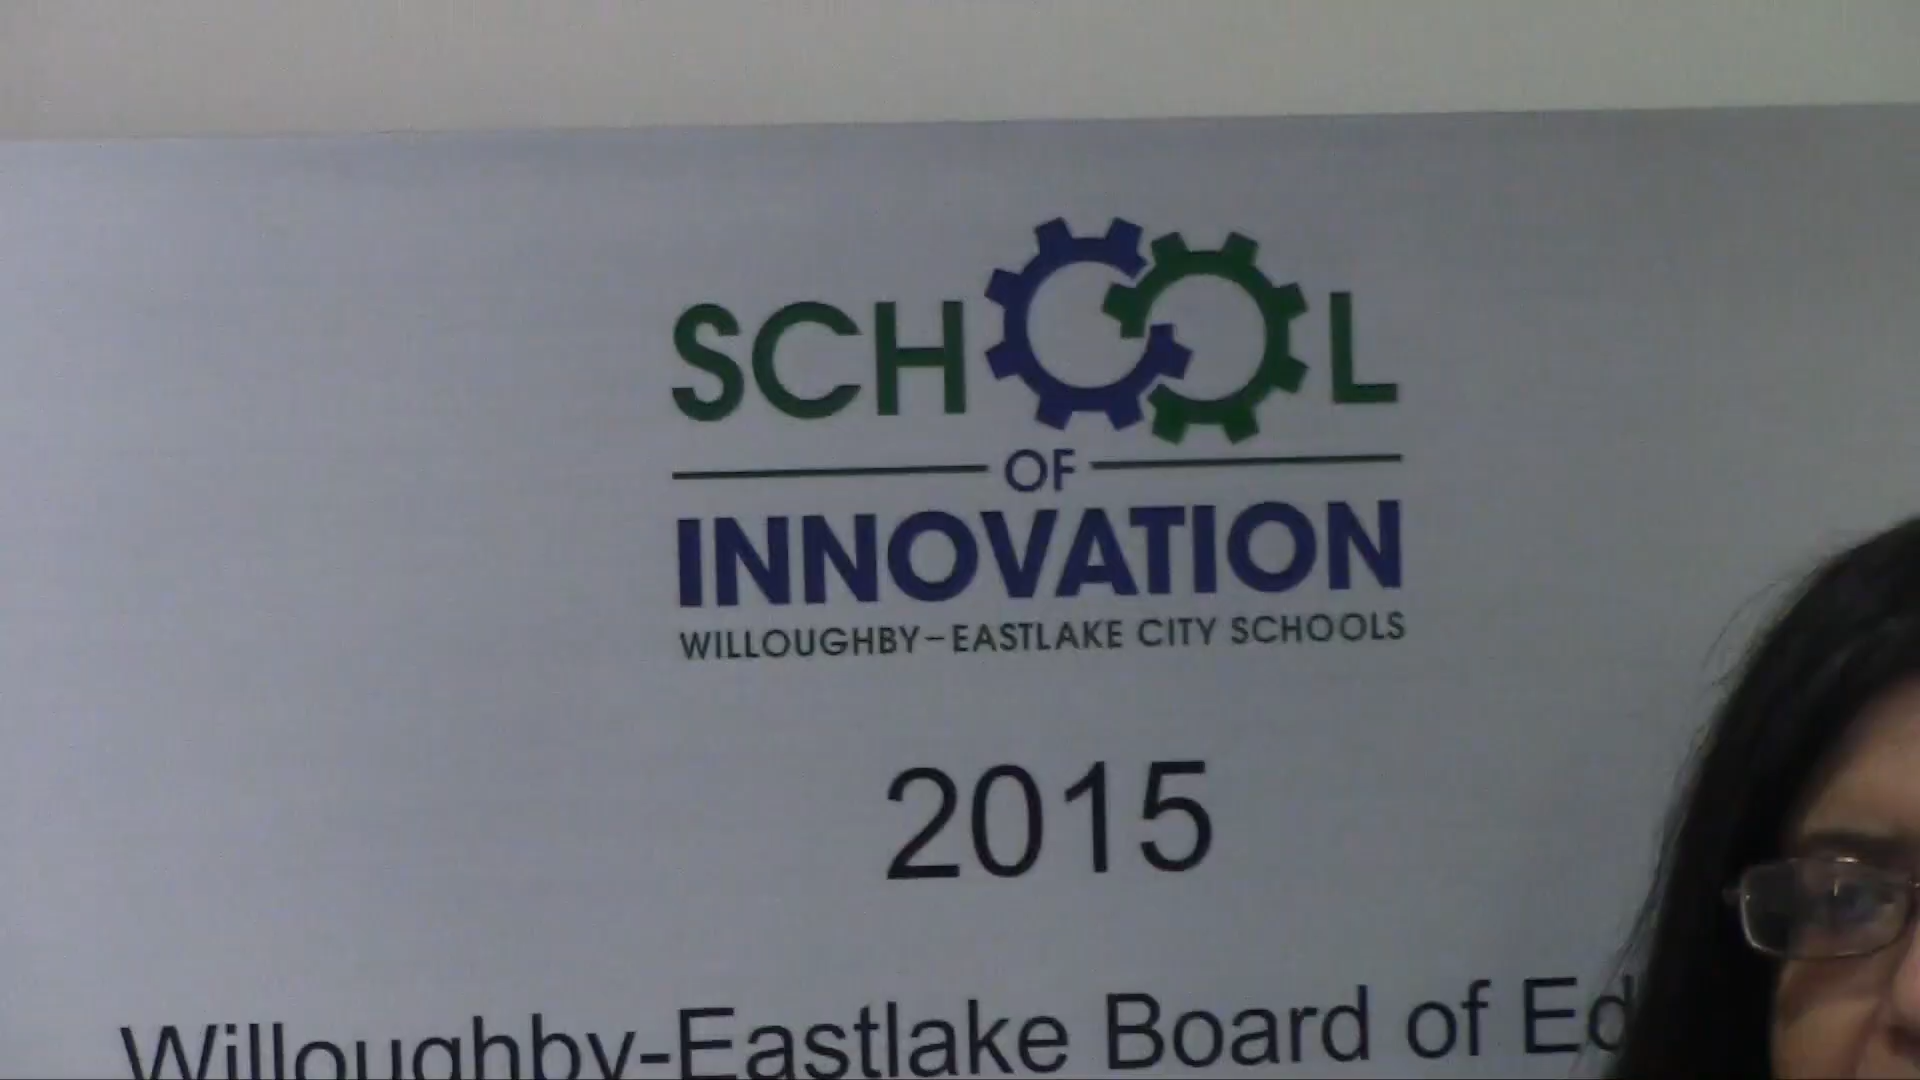 SCHOOL
OF
INNOVATION
WILLOUGHBY–EASTLAKE CITY SCHOOLS
2015
Willoughby-Eastlake Board of Ed